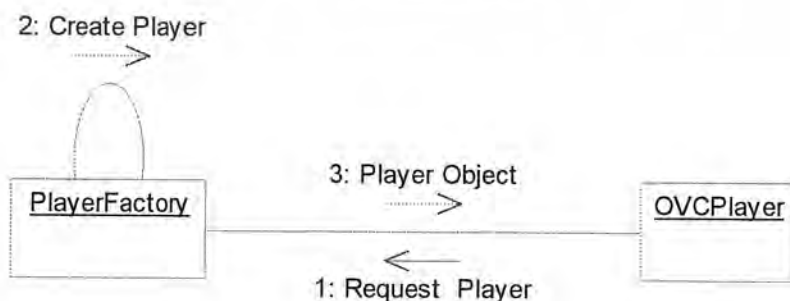 2: Create Player
3: Player Object
PlayerFactory
OVCPlayer
1: Request Player